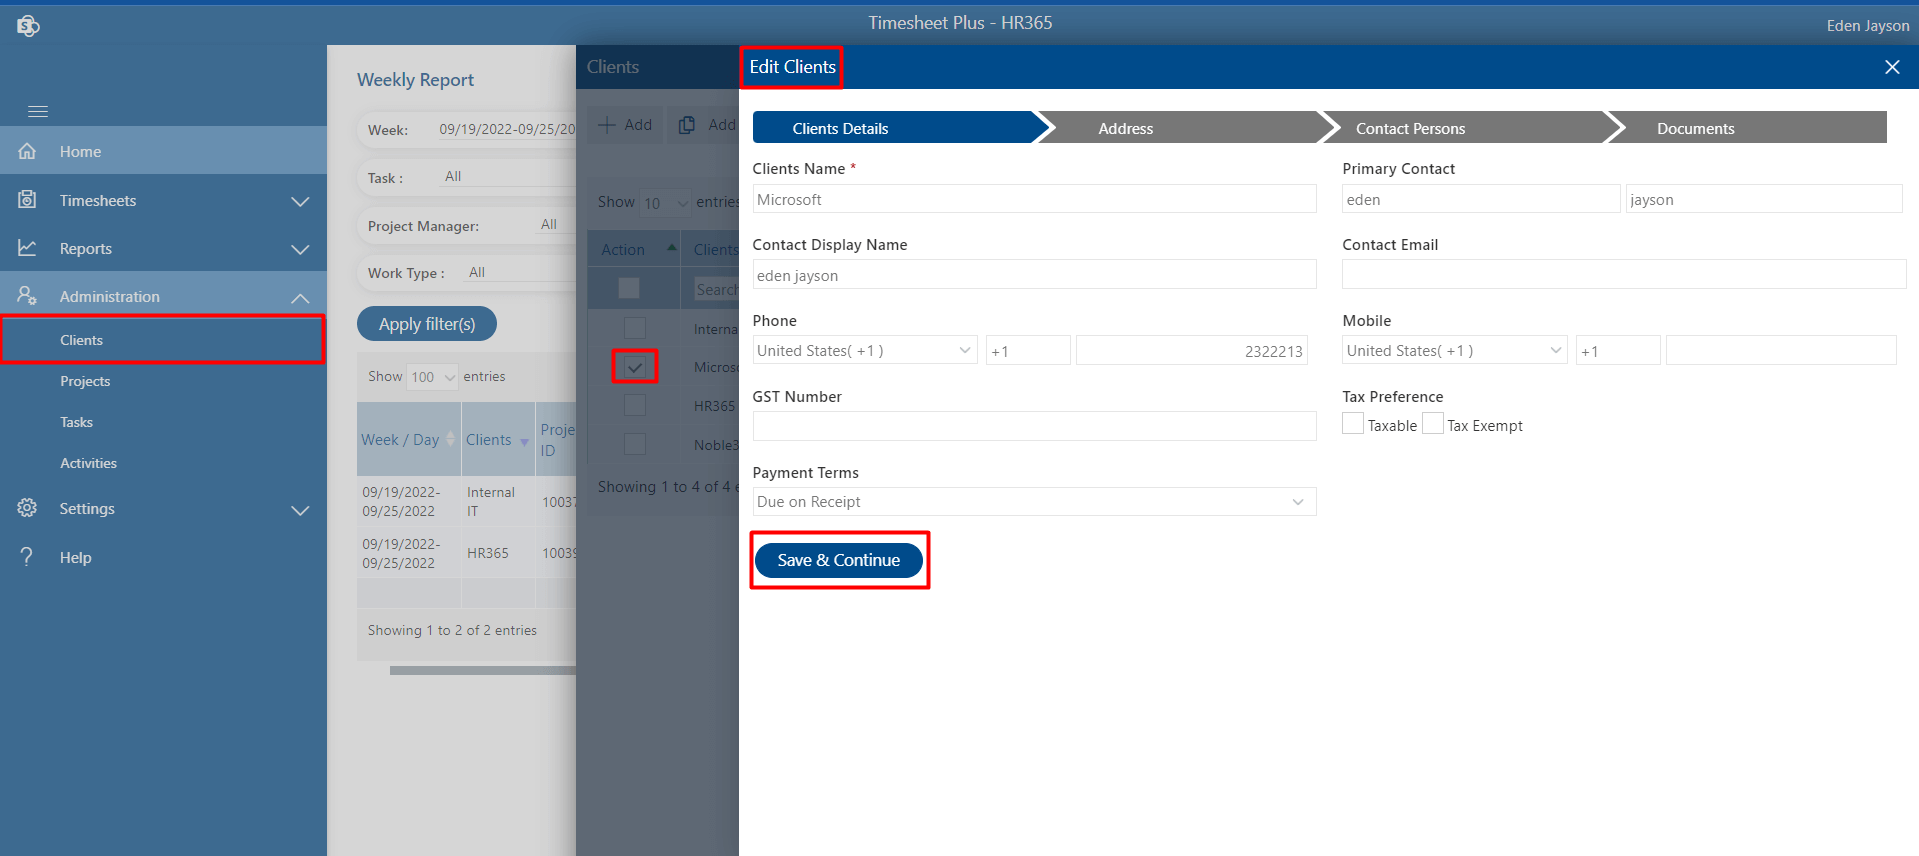 Timesheet Plus - HR365
Eden Jayson
Home
Timesheets
Reports
Administration
Clients
Projects
Tasks
Activities
Settings
? Help
Weekly Report
Week: 09/19/2022-09/25/20
Task : All
Project Manager: All
Work Type : All
Apply filter(s)
Show 100 entries
Week / Day Clients Proje
ID
09/19/2022-
09/25/2022
Internal
IT
10037
09/19/2022-
09/25/2022
HR365 10039
Showing 1 to 2 of 2 entries
Clients
Add Add
Show 10 entries
Action Clients
Search
Interna
Microso
HR365
Noble3
Showing 1 to 4 of 4 e
Edit Clients
Clients Details Address Contact Persons Documents
Clients Name *
Microsoft
Primary Contact
eden jayson
Contact Display Name
eden jayson
Contact Email
Phone
United States( +1 ) +1 2322213
Mobile
United States( +1 ) +1
GST Number
Tax Preference
Taxable Tax Exempt
Payment Terms
Due on Receipt
Save & Continue